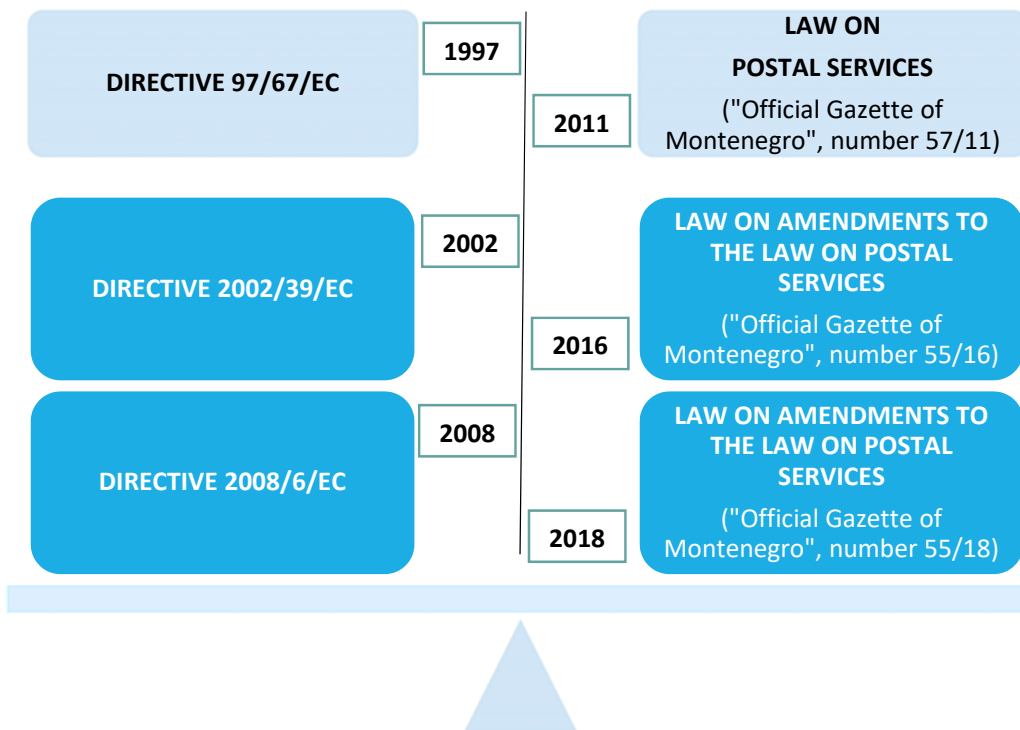 DIRECTIVE 97/67/EC
1997
LAW ON
POSTAL SERVICES
("Official Gazette of
Montenegro", number 57/11)
2011
DIRECTIVE 2002/39/EC
2002
LAW ON AMENDMENTS TO
THE LAW ON POSTAL
SERVICES
("Official Gazette of
Montenegro", number 55/16)
2016
DIRECTIVE 2008/6/EC
2008
LAW ON AMENDMENTS TO
THE LAW ON POSTAL
SERVICES
("Official Gazette of
Montenegro", number 55/18)
2018